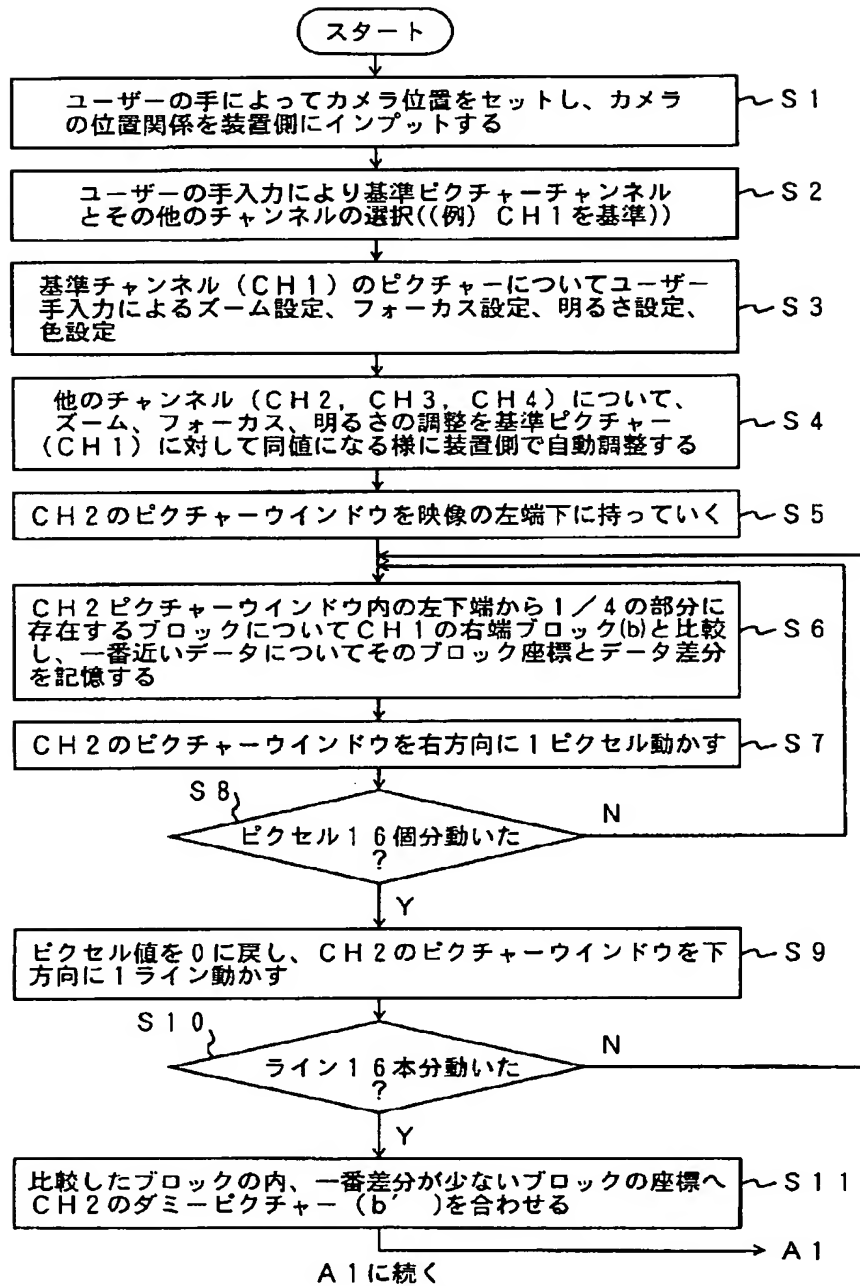 スタート
ユーザーの手によってカメラ位置をセットし、カメラ
の位置関係を装置側にインプットする
S1
ユーザーの手入力により基準ピクチャーチャンネル
とその他のチャンネルの選択((例) CH1を基準))
S2
基準チャンネル(CH1)のピクチャーについてユーザー
手入力によるズーム設定、フォーカス設定、明るさ設定、
色設定
S3
他のチャンネル(CH2, CH3, CH4)について、
ズーム、フォーカス、明るさの調整を基準ピクチャー
(CH1)に対して同値になる様に装置側で自動調整する
S4
CH2のピクチャーウインドウを映像の左端下に持っていく
S5
CH2ピクチャーウインドウ内の左下端から1/4の部分に
存在するブロックについてCH1の右端ブロック(b)と比較
し、一番近いデータについてそのブロック座標とデータ差分
を記憶する
S6
CH2のピクチャーウインドウを右方向に1ピクセル動かす
S7
S8
ピクセル16個分動いた
?
N
Y
ピクセル値を0に戻し、CH2のピクチャーウインドウを下
方向に1ライン動かす
S9
S10
ライン16本分動いた
?
N
Y
比較したブロックの内、一番差分が少ないブロックの座標へ
CH2のダミーピクチャー(b′ )を合わせる
S11
A1
A1に続く